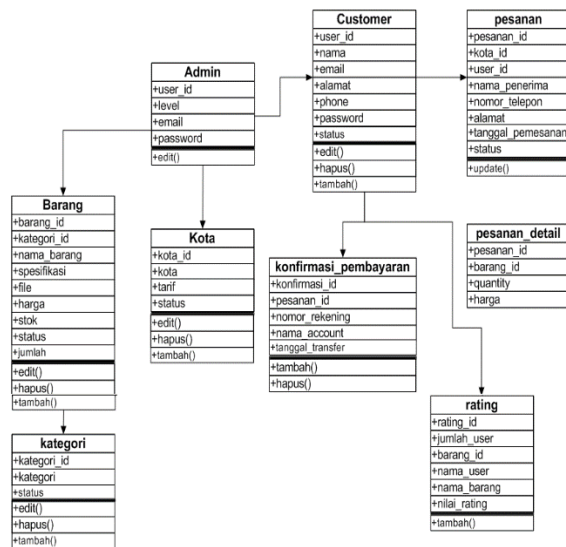 Admin
+user_id
+level
+email
+password
+edit()
Customer
+user_id
+nama
+email
+alamat
+phone
+password
+status
+edit()
+hapus()
+tambah()
pesanan
+pesanan_id
+kota_id
+user_id
+nama_penerima
+nomor_telepon
+alamat
+tanggal_pemesanan
+status
+update()
Barang
+barang_id
+kategori_id
+nama_barang
+spesifikasi
+file
+harga
+stok
+status
+jumlah
+edit()
+hapus()
+tambah()
Kota
+kota_id
+kota
+tarif
+status
+edit()
+hapus()
+tambah()
konfirmasi_pembayaran
+konfirmasi_id
+pesanan_id
+nomor_rekening
+nama_account
+tanggal_transfer
+tambah()
+hapus()
pesanan_detail
+pesanan_id
+barang_id
+quantity
+harga
kategori
+kategori_id
+kategori
+status
+edit()
+hapus()
+tambah()
rating
+rating_id
+jumlah_user
+barang_id
+nama_user
+nama_barang
+nilai_rating
+tambah()